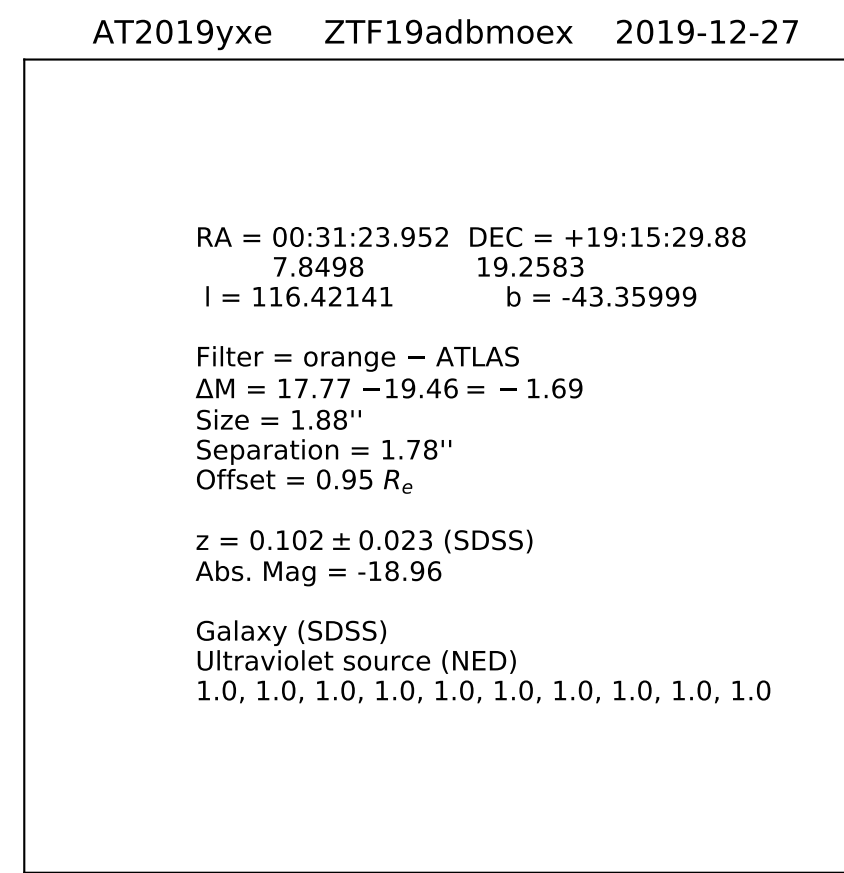 AT2019yxe ZTF19adbmoex 2019-12-27
RA = 00:31:23.952 DEC = +19:15:29.88
7.8498 19.2583
l = 116.42141 b = -43.35999
Filter = orange − ATLAS
ΔM = 17.77 −19.46 = − 1.69
Size = 1.88''
Separation = 1.78''
Offset = 0.95 Rₑ
z = 0.102 ± 0.023 (SDSS)
Abs. Mag = -18.96
Galaxy (SDSS)
Ultraviolet source (NED)
1.0, 1.0, 1.0, 1.0, 1.0, 1.0, 1.0, 1.0, 1.0, 1.0